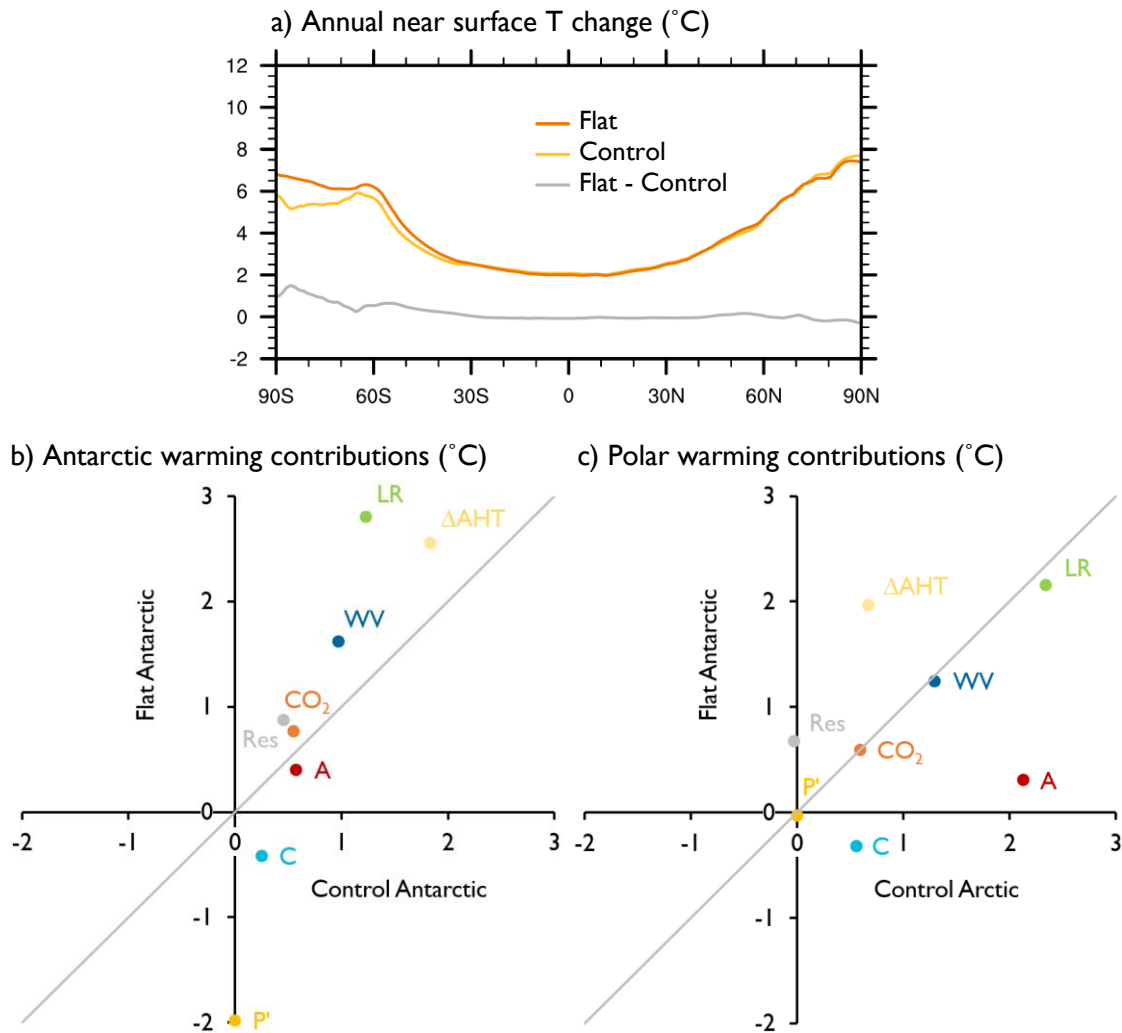 a) Annual near surface T change (˚C)
12
10
8
6
4
2
0
-2
90S 60S 30S 0 30N 60N 90N
Flat
Control
Flat - Control
b) Antarctic warming contributions (˚C)
3
2
1
0
-1
-2
-2 -1 0 1 2 3
Flat Antarctic
Control Antarctic
LR
ΔAHT
WV
CO₂
Res
A
C
P'
c) Polar warming contributions (˚C)
3
2
1
0
-1
-2
-2 -1 0 1 2 3
Flat Antarctic
Control Arctic
LR
ΔAHT
WV
Res
CO₂
A
P'
C